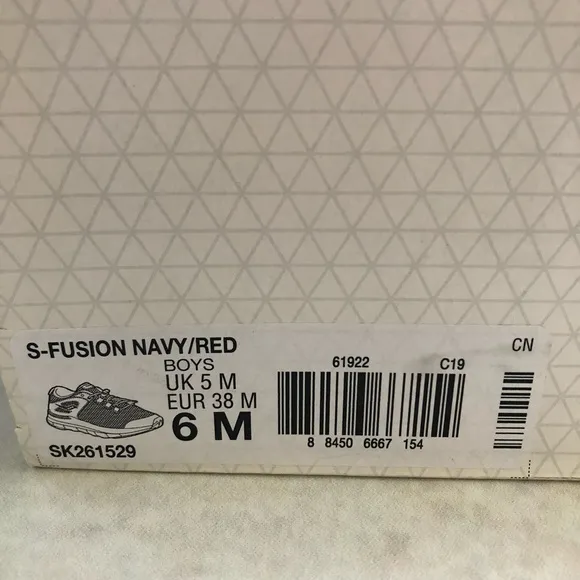 S-FUSION NAVY/RED
BOYS
UK 5 M
EUR 38 M
6 M
SK261529
61922
C19
8 8450 6667 154
CN